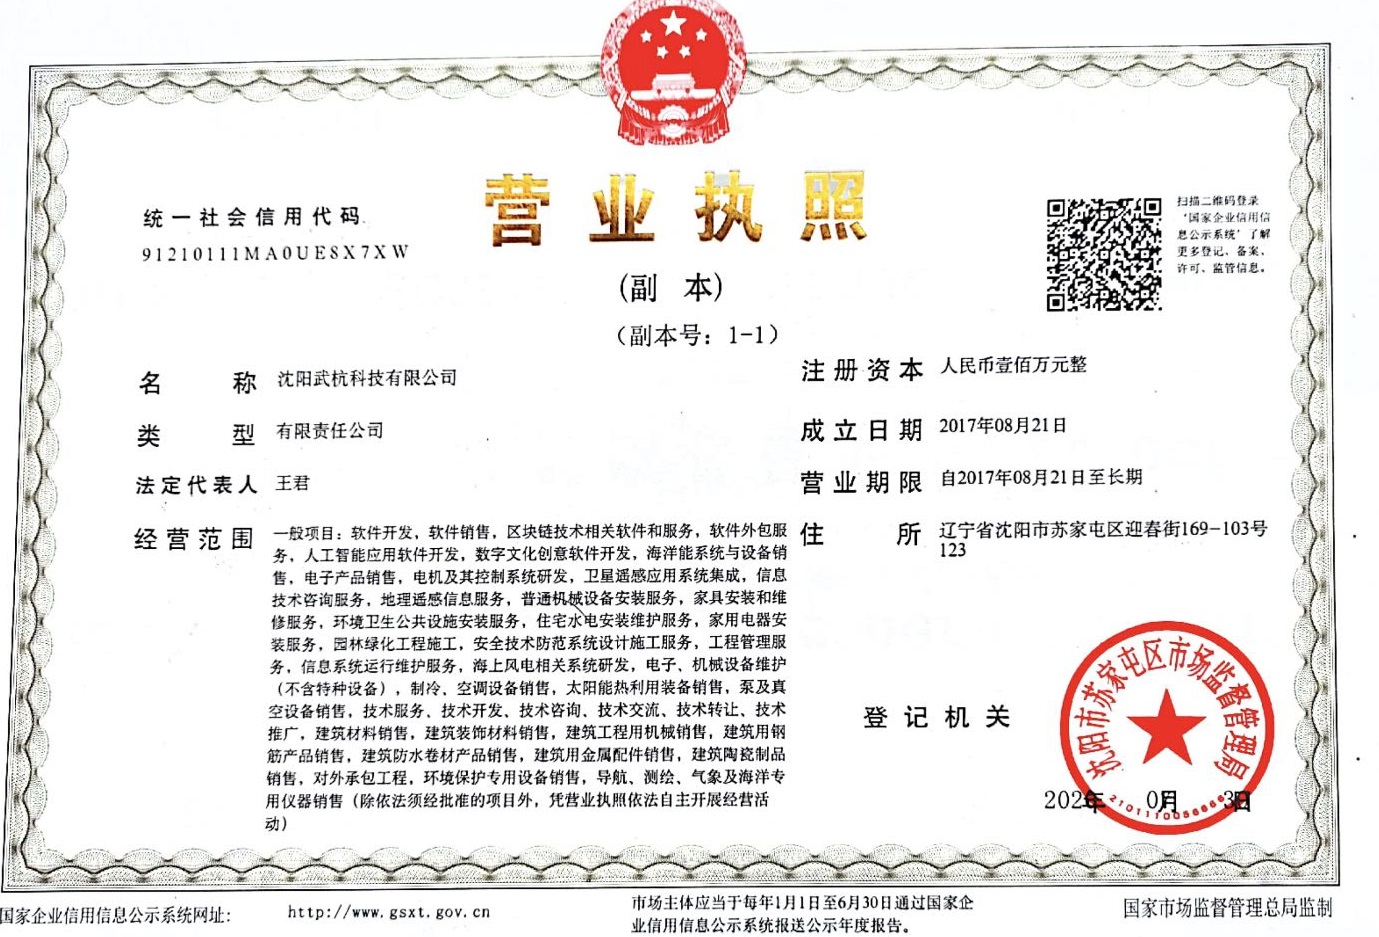 营业执照
(副 本)
(副本号：1-1)
统一社会信用代码
91210111MA0UE8X7XW
扫描二维码登录
‘国家企业信用信
息公示系统’了解
更多登记、备案、
许可、监管信息。
名 称 沈阳武杭科技有限公司
类 型 有限责任公司
法定代表人 王君
经营范围 一般项目：软件开发，软件销售，区块链技术相关软件和服务，软件外包服
务，人工智能应用软件开发，数字文化创意软件开发，海洋能系统与设备销
售，电子产品销售，电机及其控制系统研发，卫星遥感应用系统集成，信息
技术咨询服务，地理遥感信息服务，普通机械设备安装服务，家具安装和维
修服务，环境卫生公共设施安装服务，住宅水电安装维护服务，家用电器安
装服务，园林绿化工程施工，安全技术防范系统设计施工服务，工程管理服
务，信息系统运行维护服务，海上风电相关系统研发，电子、机械设备维护
（不含特种设备），制冷、空调设备销售，太阳能热利用装备销售，泵及真
空设备销售，技术服务、技术开发、技术咨询、技术交流、技术转让、技术
推广，建筑材料销售，建筑装饰材料销售，建筑工程用机械销售，建筑用钢
筋产品销售，建筑防水卷材产品销售，建筑用金属配件销售，建筑陶瓷制品
销售，对外承包工程，环境保护专用设备销售，导航、测绘、气象及海洋专
用仪器销售（除依法须经批准的项目外，凭营业执照依法自主开展经营活
动）
注册资本 人民币壹佰万元整
成立日期 2017年08月21日
营业期限 自2017年08月21日至长期
住 所 辽宁省沈阳市苏家屯区迎春街169-103号
123
登记机关
沈阳市苏家屯区市场监督管理局
年 月 日
国家企业信用信息公示系统网址：
http://www.gsxt.gov.cn
市场主体应当于每年1月1日至6月30日通过国家企
业信用信息公示系统报送公示年度报告。
国家市场监督管理总局监制